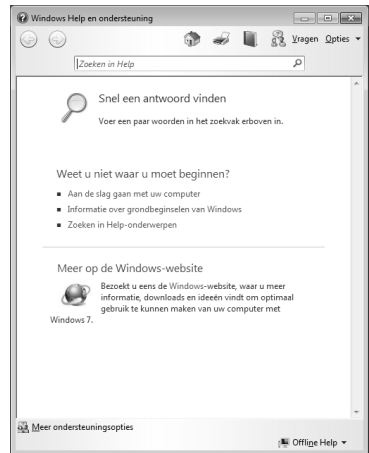 Windows Help en ondersteuning
Vragen Opties
Zoeken in Help
Snel een antwoord vinden
Voer een paar woorden in het zoekvak erboven in.
Weet u niet waar u moet beginnen?
Aan de slag gaan met uw computer
Informatie over grondbeginselen van Windows
Zoeken in Help-onderwerpen
Meer op de Windows-website
Bezoekt u eens de Windows-website, waar u meer
informatie, downloads en ideeën vindt om optimaal
gebruik te kunnen maken van uw computer met
Windows 7.
Meer ondersteuningsopties
Offline Help